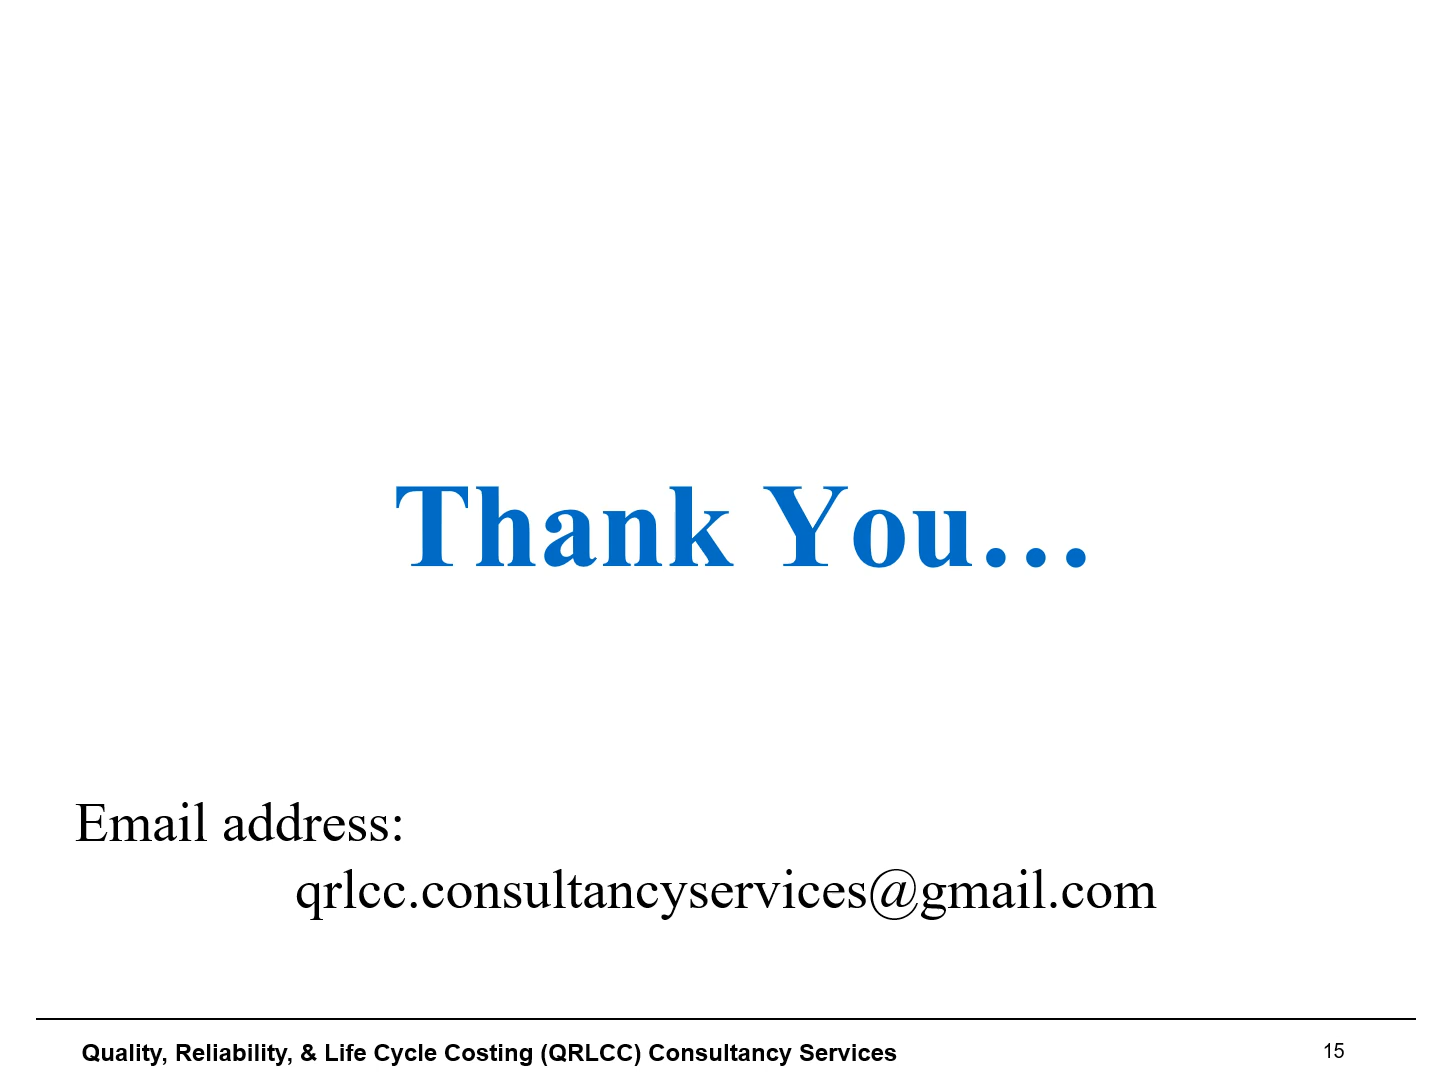 Thank You…
Email address:
qrlcc.consultancyservices@gmail.com
Quality, Reliability, & Life Cycle Costing (QRLCC) Consultancy Services
15